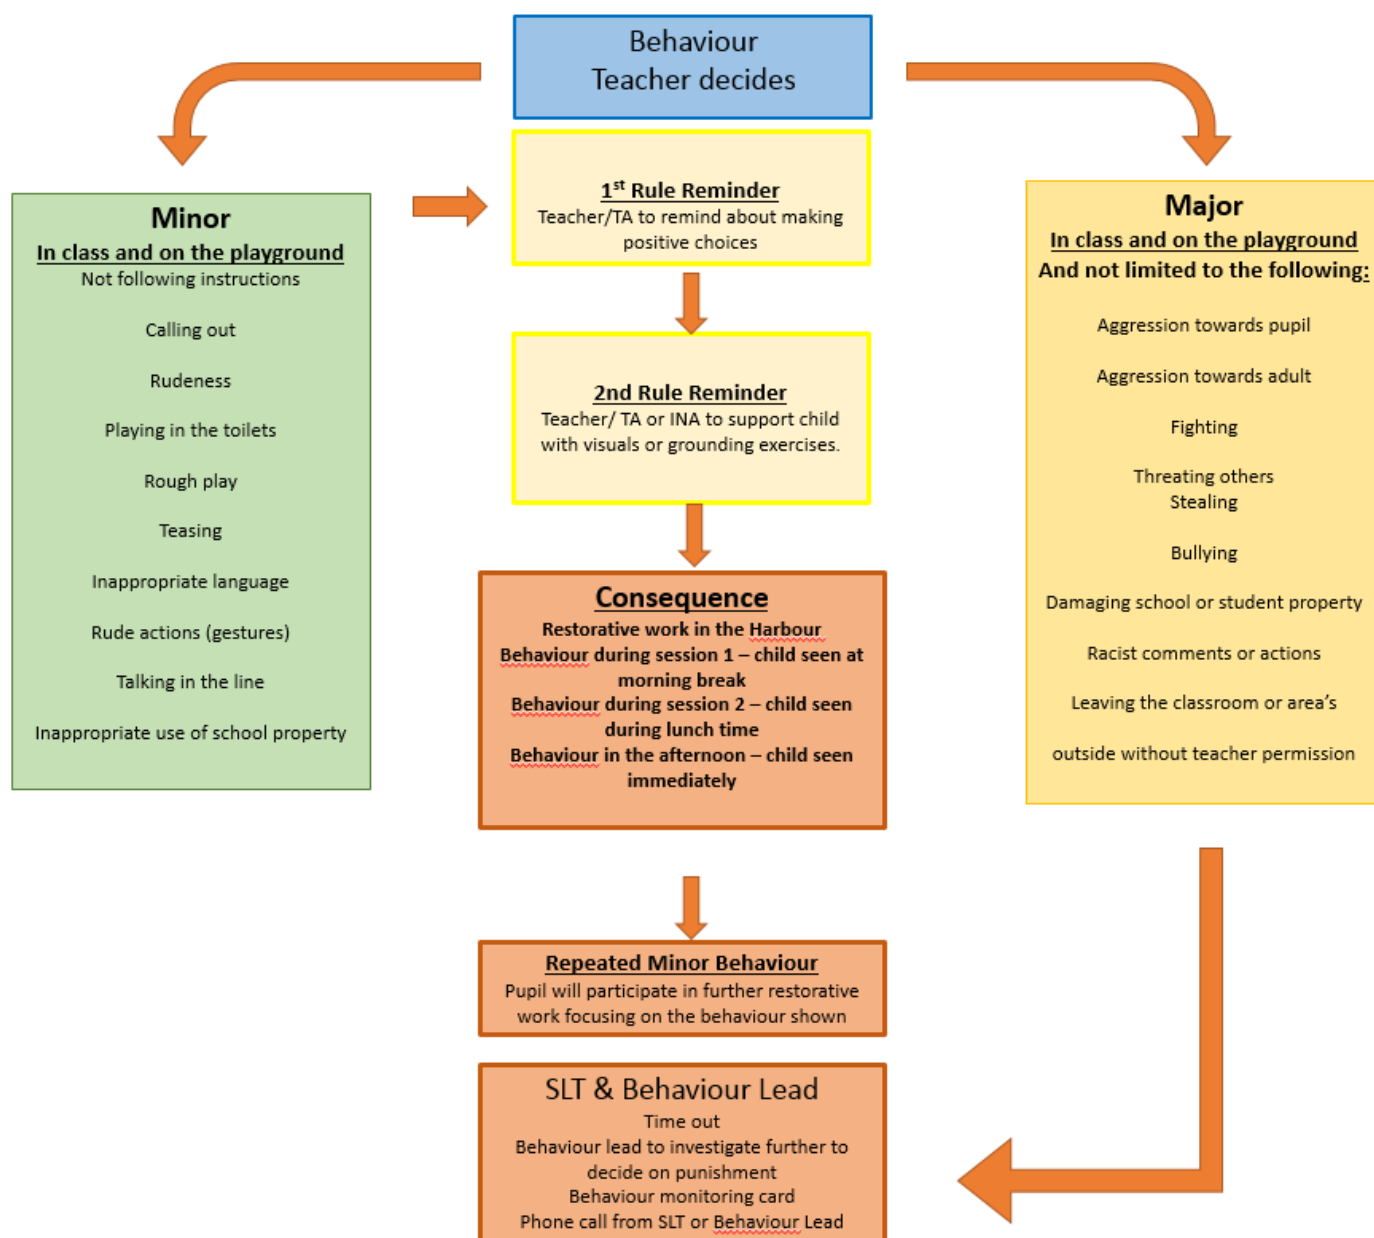 Behaviour
Teacher decides
Minor
In class and on the playground
Not following instructions
Calling out
Rudeness
Playing in the toilets
Rough play
Teasing
Inappropriate language
Rude actions (gestures)
Talking in the line
Inappropriate use of school property
1st Rule Reminder
Teacher/TA to remind about making
positive choices
2nd Rule Reminder
Teacher/ TA or INA to support child
with visuals or grounding exercises.
Consequence
Restorative work in the Harbour
Behaviour during session 1 – child seen at
morning break
Behaviour during session 2 – child seen
during lunch time
Behaviour in the afternoon – child seen
immediately
Repeated Minor Behaviour
Pupil will participate in further restorative
work focusing on the behaviour shown
SLT & Behaviour Lead
Time out
Behaviour lead to investigate further to
decide on punishment
Behaviour monitoring card
Phone call from SLT or Behaviour Lead
Major
In class and on the playground
And not limited to the following:
Aggression towards pupil
Aggression towards adult
Fighting
Threating others
Stealing
Bullying
Damaging school or student property
Racist comments or actions
Leaving the classroom or area's
outside without teacher permission